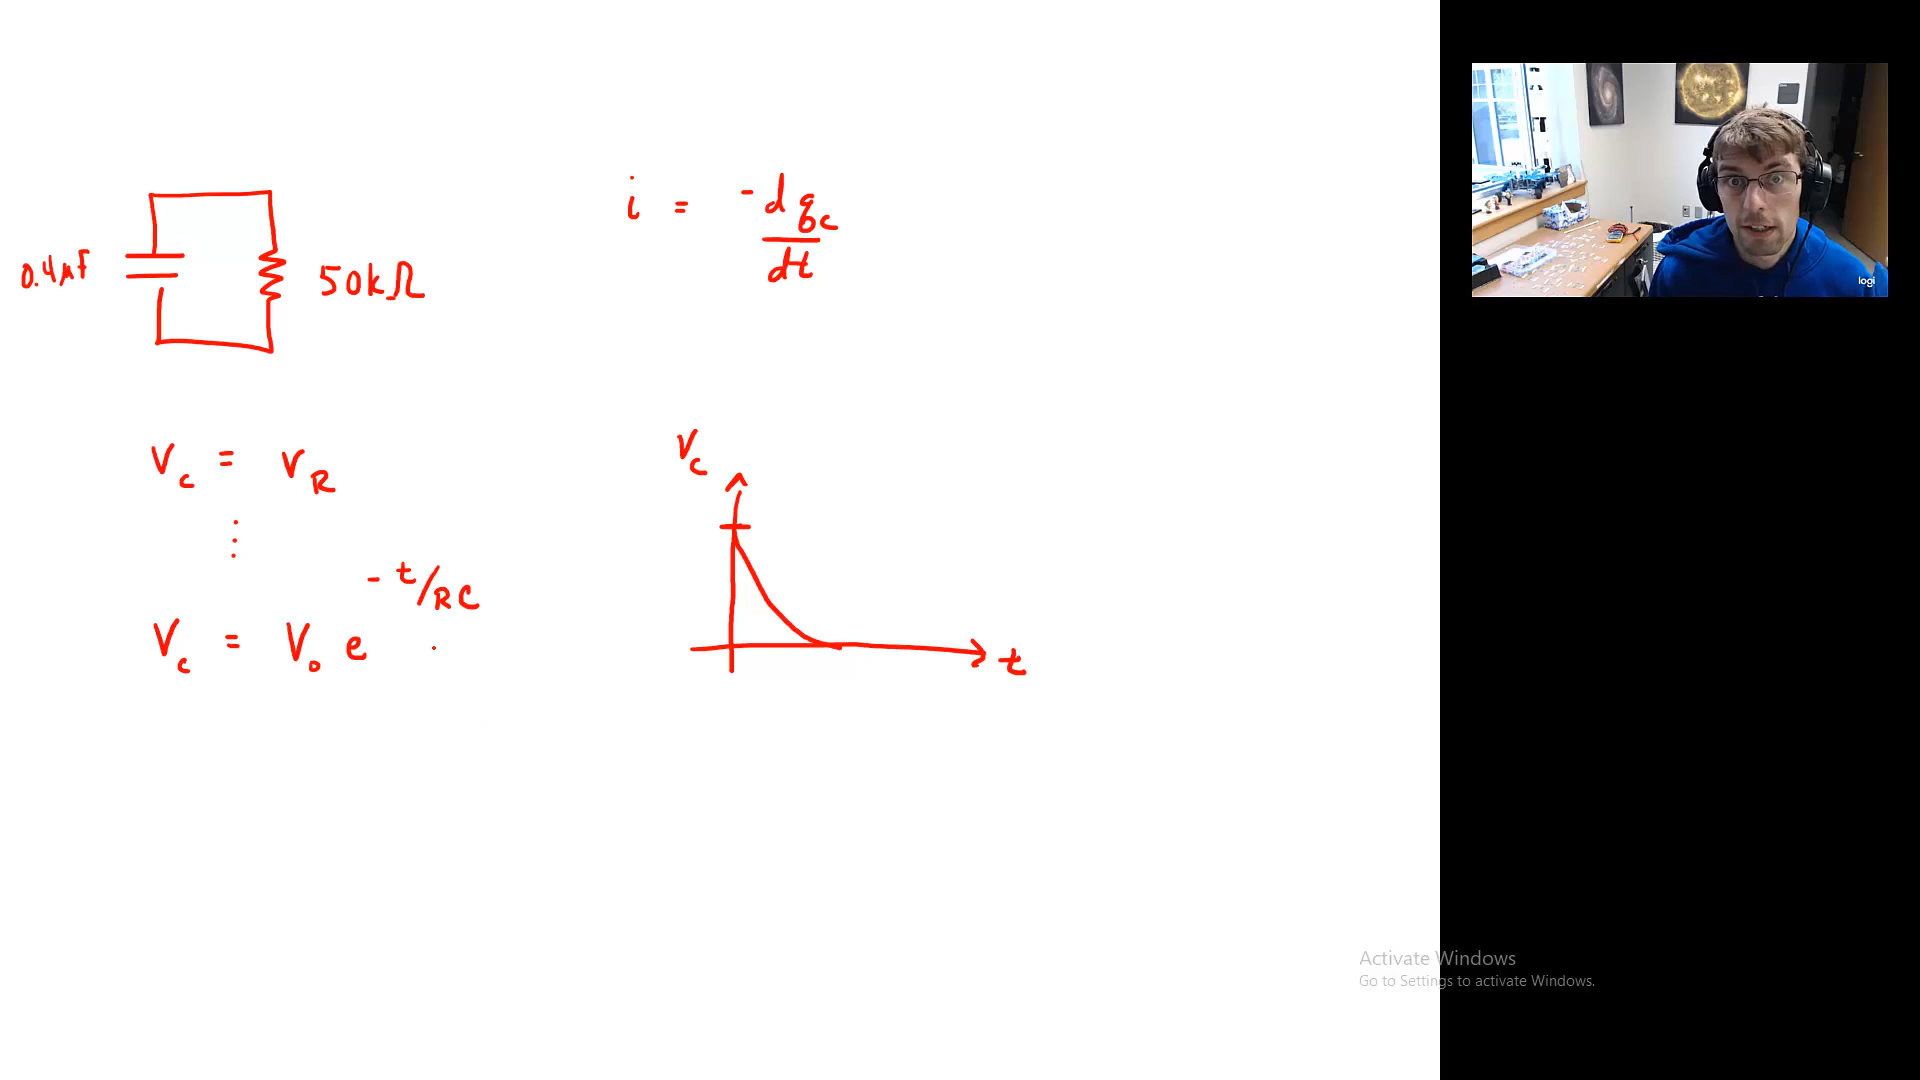 0.4μF
50kΩ
i = -dq_c/dt
V_c = V_R
⋮
V_c = V_0 e^{-t/RC}
V_c
t
logi
Activate Windows
Go to Settings to activate Windows.